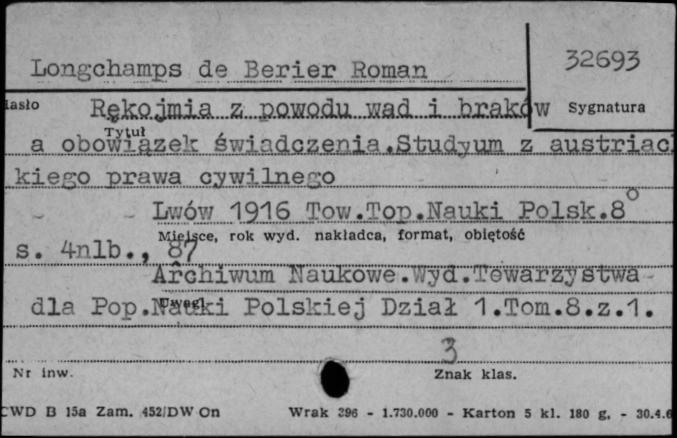 Longchamps de Berier Roman
32693
Hasło Rękojmia z powodu wad i braków Sygnatura
Tytuł
a obowiązek świadczenia.Studyum z austriac
kiego prawa cywilnego
- - Lwów 1916 Tow.Top.Nauki Polsk.8°
Miejsce, rok wyd. nakładca, format, objętość
s. 4nlb., 87
Archiwum Naukowe.Wyd.Towarzystwa
Uwagi
dla Pop.Nauki Polskiej Dział 1.Tom.8.z.1.
3
Nr inw. Znak klas.
CWD B 15a Zam. 452/DW On Wrak 396 - 1.730.000 - Karton 5 kl. 180 g. - 30.4.6